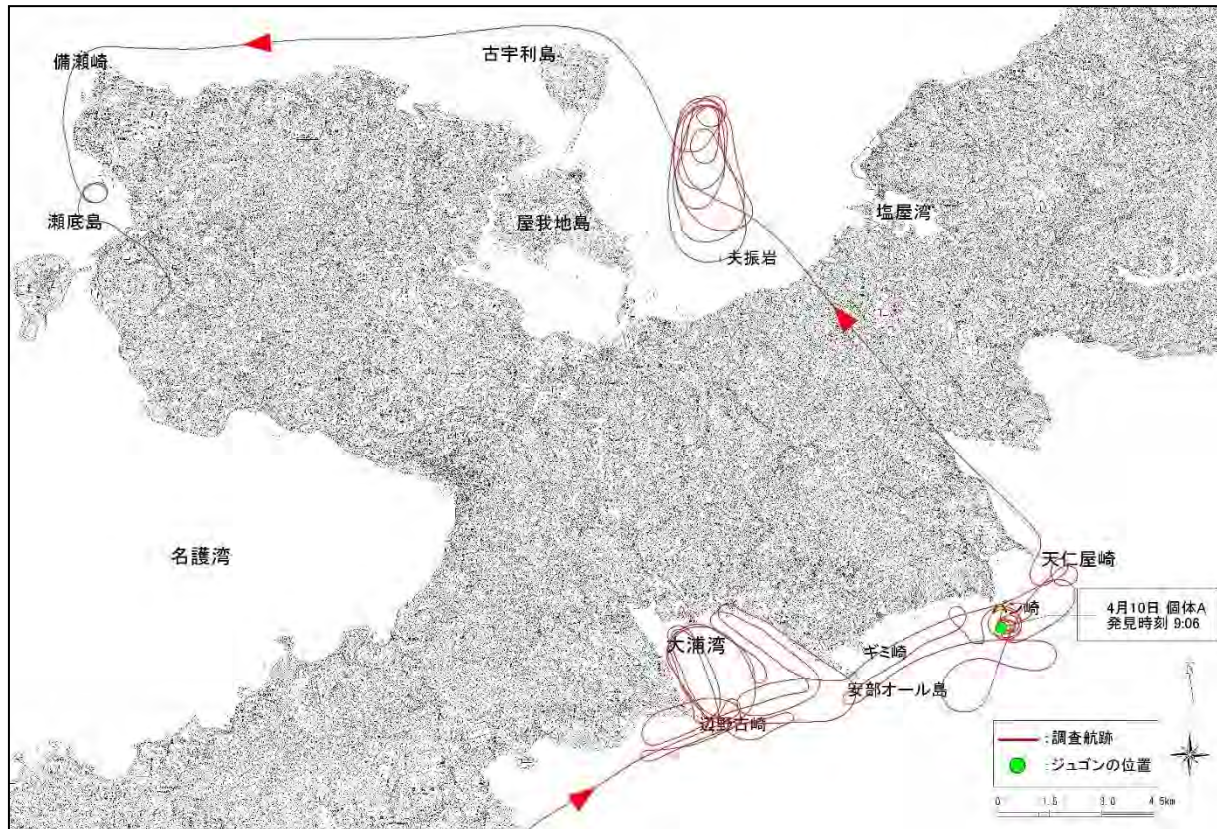 古宇利島
備瀬崎
塩屋湾
瀬底島
屋我地島
夫振岩
名護湾
天仁屋崎
バン崎
4月10日 個体A
発見時刻 9:06
大浦湾
ギミ崎
安部オール島
辺野古崎
N
:調査航跡
:ジュゴンの位置
0 1.5 3.0 4.5km